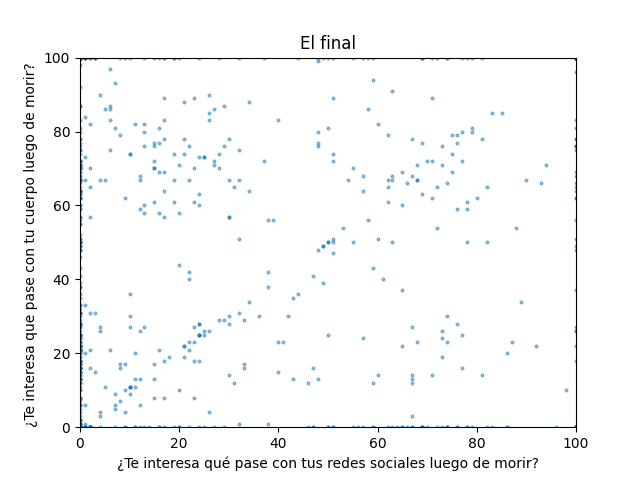 El final
¿Te interesa que pase con tu cuerpo luego de morir?
100
80
60
40
20
0
0 20 40 60 80 100
¿Te interesa qué pase con tus redes sociales luego de morir?